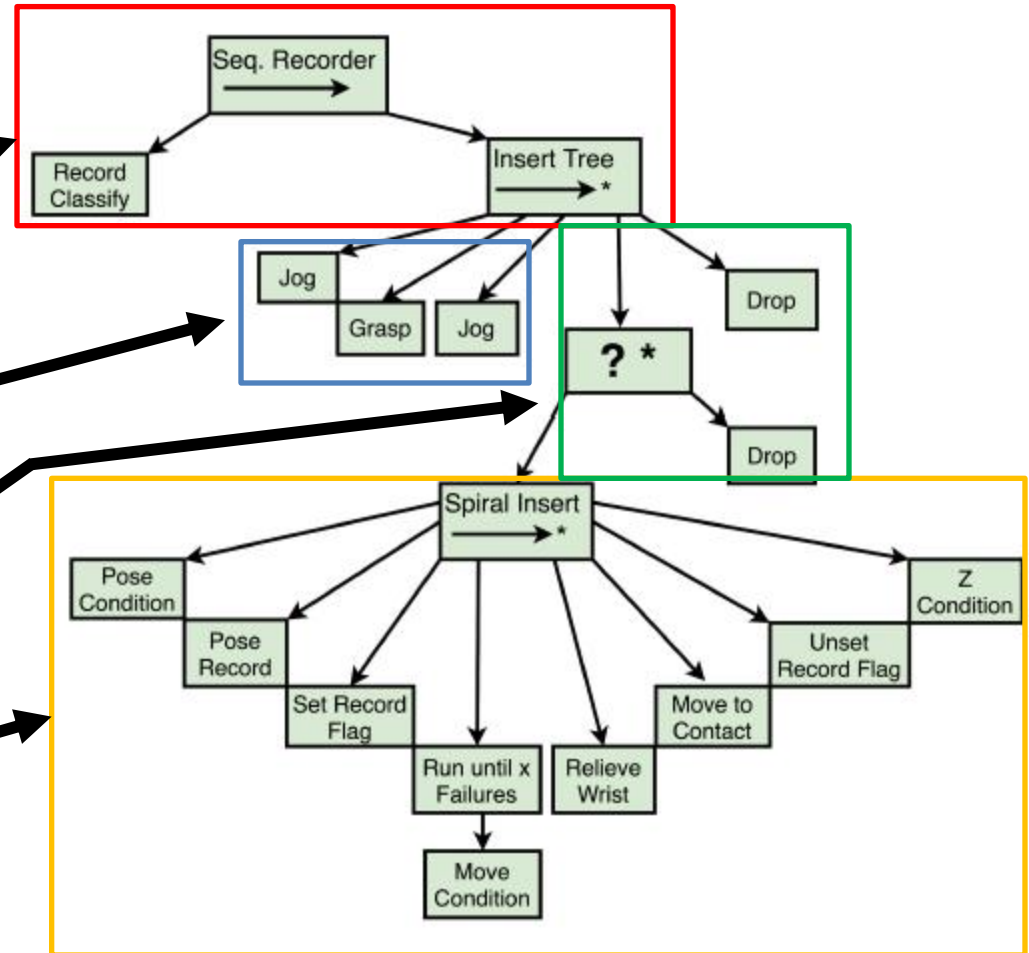 Seq. Recorder
Record
Classify
Insert Tree
*
Jog
Grasp
Jog
Drop
? *
Drop
Spiral Insert
*
Pose
Condition
Z
Condition
Pose
Record
Unset
Record Flag
Set Record
Flag
Move to
Contact
Run until x
Failures
Relieve
Wrist
Move
Condition